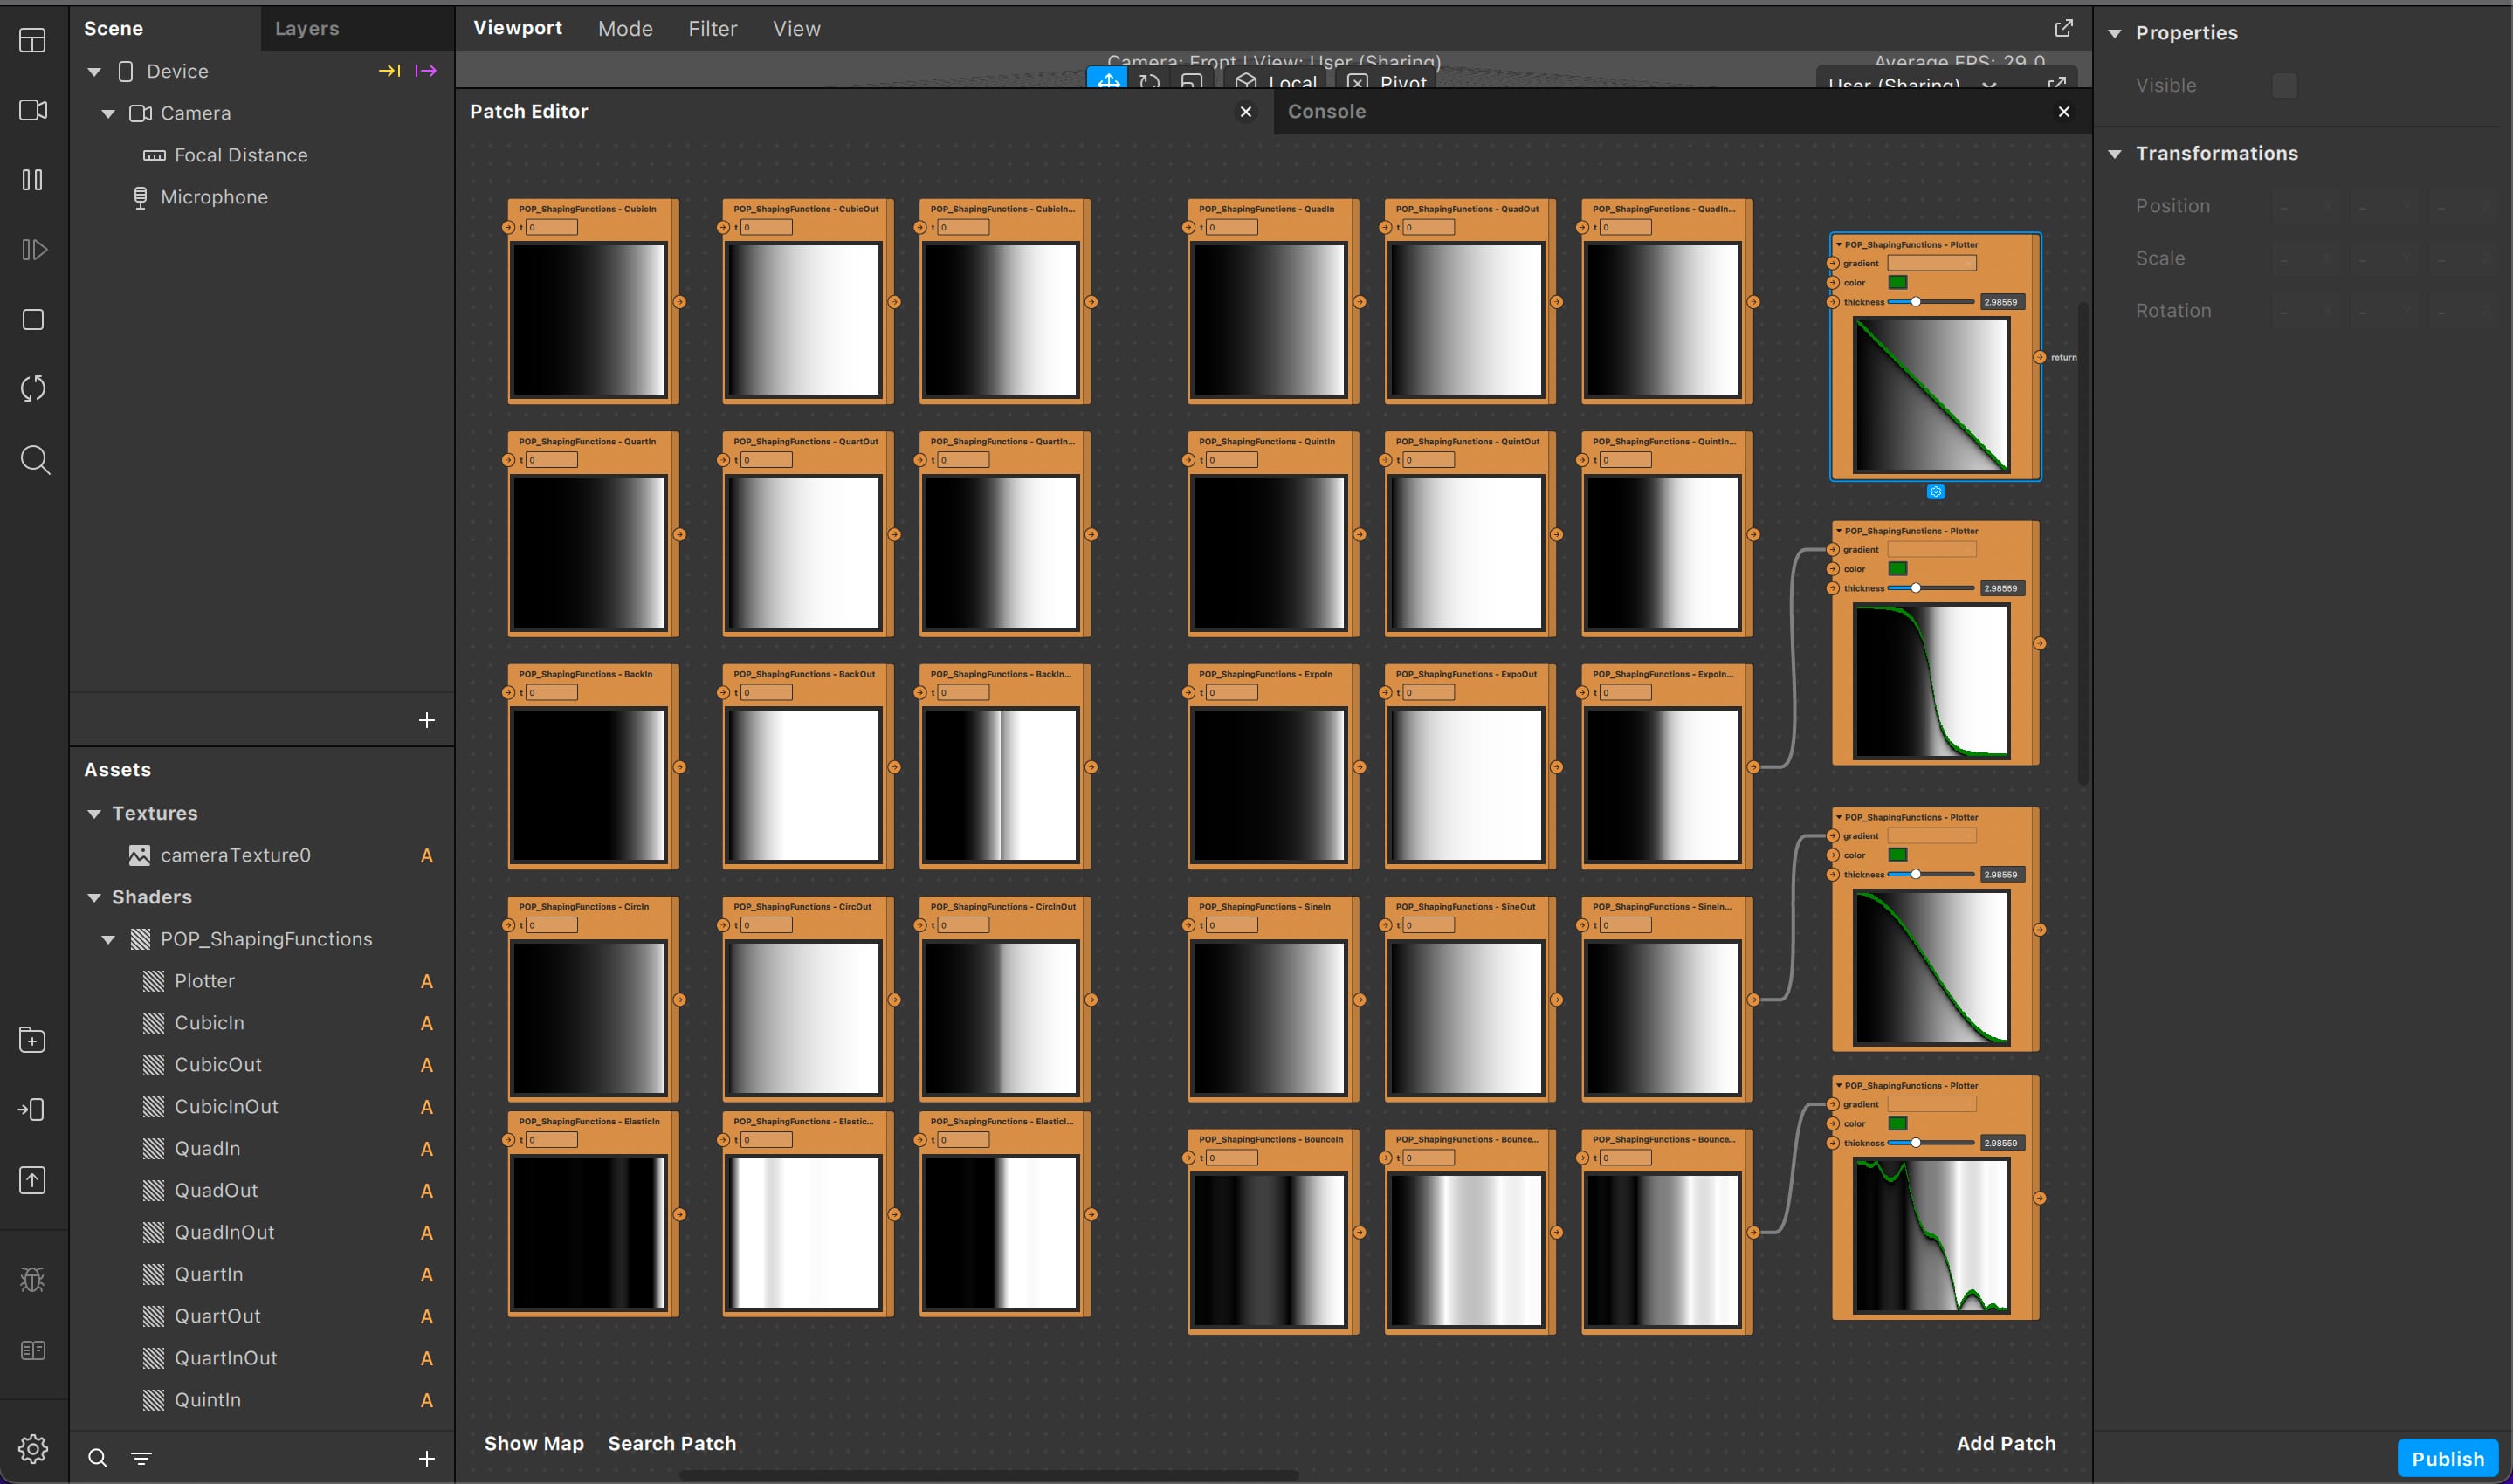 Scene
Layers
Device
Camera
Focal Distance
Microphone
Assets
Textures
cameraTexture0 A
Shaders
POP_ShapingFunctions
Plotter A
CubicIn A
CubicOut A
CubicInOut A
QuadIn A
QuadOut A
QuadInOut A
QuartIn A
QuartOut A
QuartInOut A
QuintIn A
Viewport Mode Filter View
Camera: Front | View: User (Sharing)
Average FPS: 29.0
Local Pivot
User (Sharing)
Patch Editor
Console
POP_ShapingFunctions - CubicIn
t 0
POP_ShapingFunctions - CubicOut
t 0
POP_ShapingFunctions - CubicIn...
t 0
POP_ShapingFunctions - QuadIn
t 0
POP_ShapingFunctions - QuadOut
t 0
POP_ShapingFunctions - QuadIn...
t 0
POP_ShapingFunctions - QuartIn
t 0
POP_ShapingFunctions - QuartOut
t 0
POP_ShapingFunctions - QuartIn...
t 0
POP_ShapingFunctions - QuintIn
t 0
POP_ShapingFunctions - QuintOut
t 0
POP_ShapingFunctions - QuintIn...
t 0
POP_ShapingFunctions - BackIn
t 0
POP_ShapingFunctions - BackOut
t 0
POP_ShapingFunctions - BackIn...
t 0
POP_ShapingFunctions - ExpoIn
t 0
POP_ShapingFunctions - ExpoOut
t 0
POP_ShapingFunctions - ExpoIn...
t 0
POP_ShapingFunctions - CircIn
t 0
POP_ShapingFunctions - CircOut
t 0
POP_ShapingFunctions - CircInOut
t 0
POP_ShapingFunctions - SineIn
t 0
POP_ShapingFunctions - SineOut
t 0
POP_ShapingFunctions - SineIn...
t 0
POP_ShapingFunctions - ElasticIn
t 0
POP_ShapingFunctions - Elastic...
t 0
POP_ShapingFunctions - ElasticI...
t 0
POP_ShapingFunctions - BounceIn
t 0
POP_ShapingFunctions - Bounce...
t 0
POP_ShapingFunctions - Bounce...
t 0
POP_ShapingFunctions - Plotter
gradient
color
thickness 2.98559
return
POP_ShapingFunctions - Plotter
gradient
color
thickness 2.98559
POP_ShapingFunctions - Plotter
gradient
color
thickness 2.98559
POP_ShapingFunctions - Plotter
gradient
color
thickness 2.98559
Show Map Search Patch
Add Patch
Properties
Visible
Transformations
Position - - -
Scale - - -
Rotation - - -
Publish